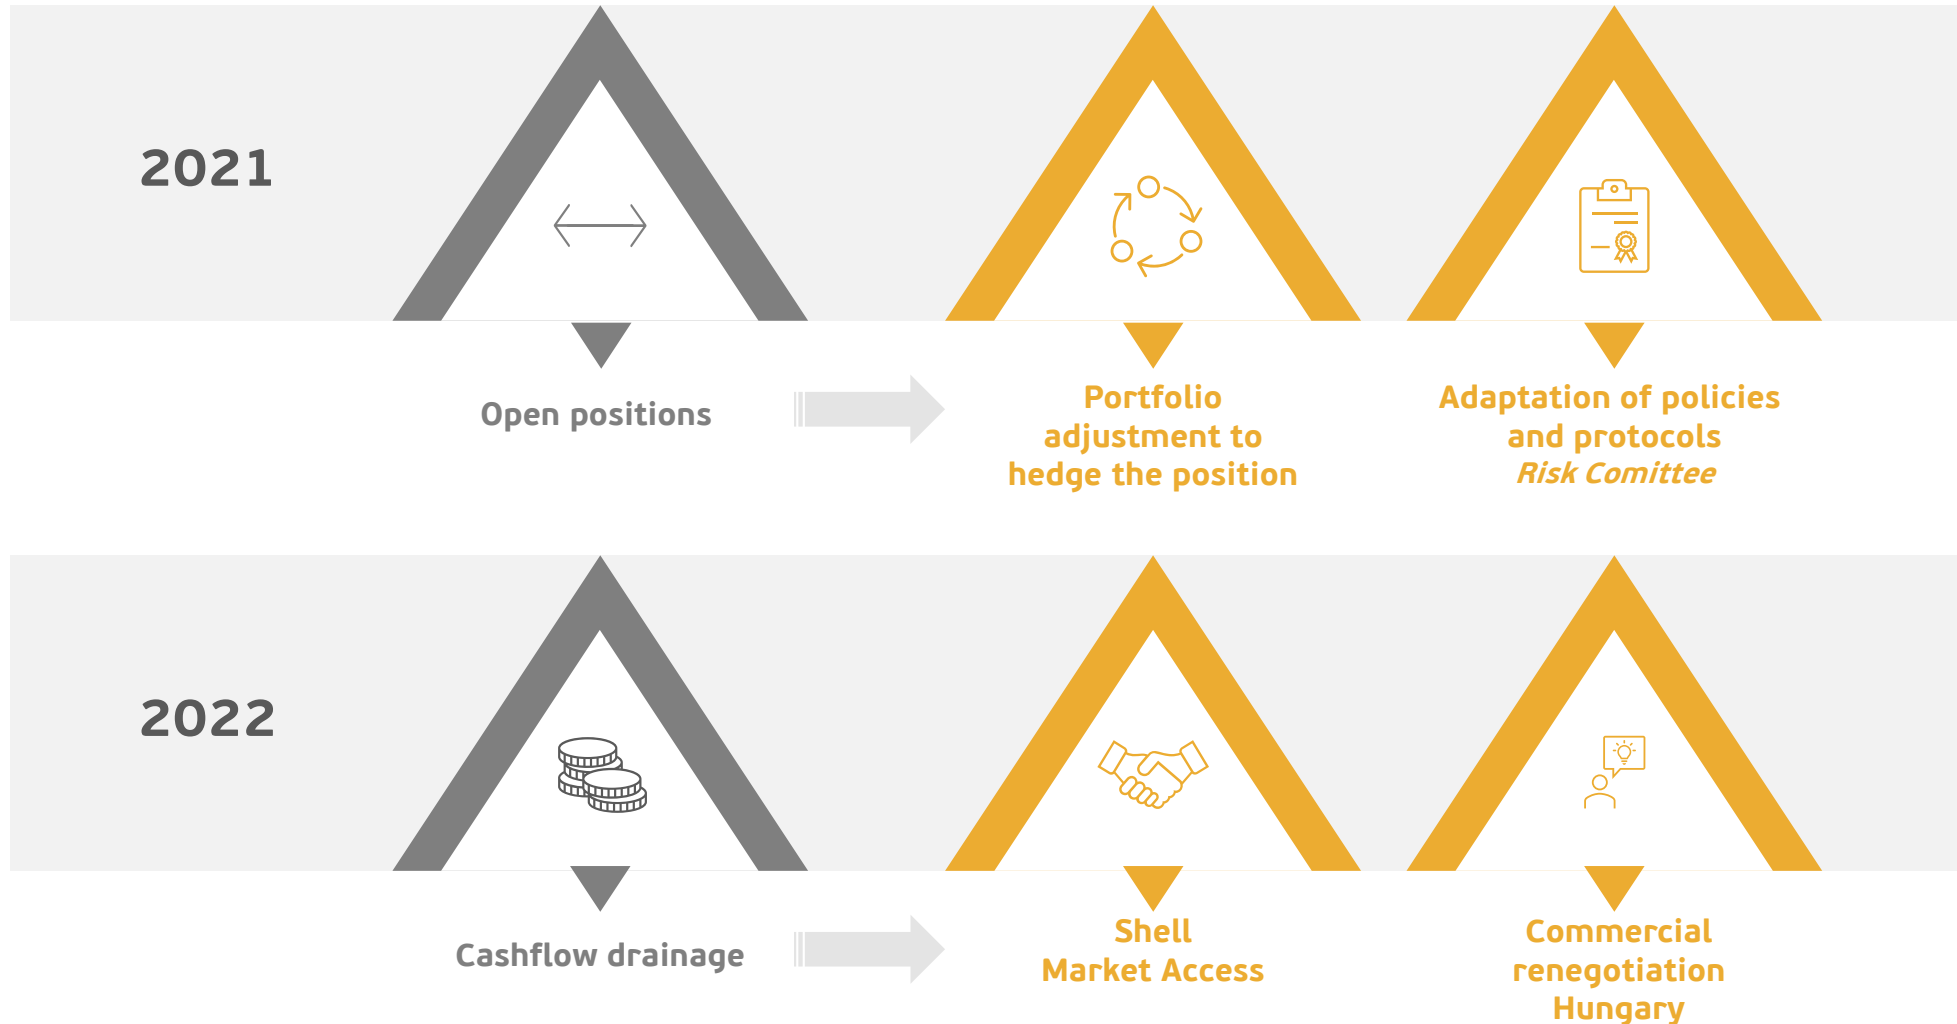 2021
Open positions
Portfolio
adjustment to
hedge the position
Adaptation of policies
and protocols
Risk Comittee
2022
Cashflow drainage
Shell
Market Access
Commercial
renegotiation
Hungary